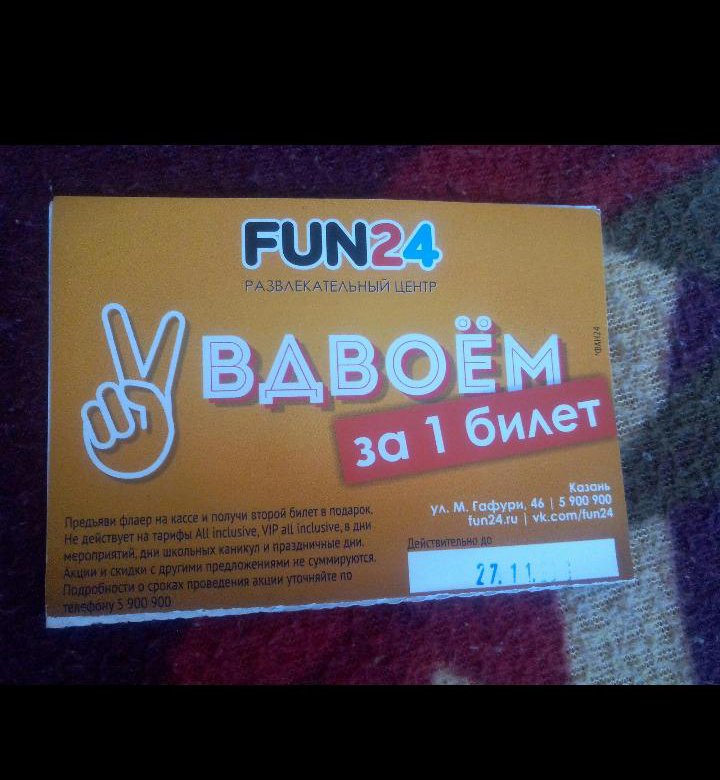 FUN24
РАЗВЛЕКАТЕЛЬНЫЙ ЦЕНТР
ВДВОЁМ
за 1 билет
Предъяви флаер на кассе и получи второй билет в подарок.
Не действует на тарифы All inclusive, VIP all inclusive, в дни
мероприятий, дни школьных каникул и праздничные дни.
Акции и скидки с другими предложениями не суммируются.
Подробности о сроках проведения акции уточняйте по
телефону 5 900 900
Казань
ул. М. Гафури, 46 | 5 900 900
fun24.ru | vk.com/fun24
Действительно до
27. 11.